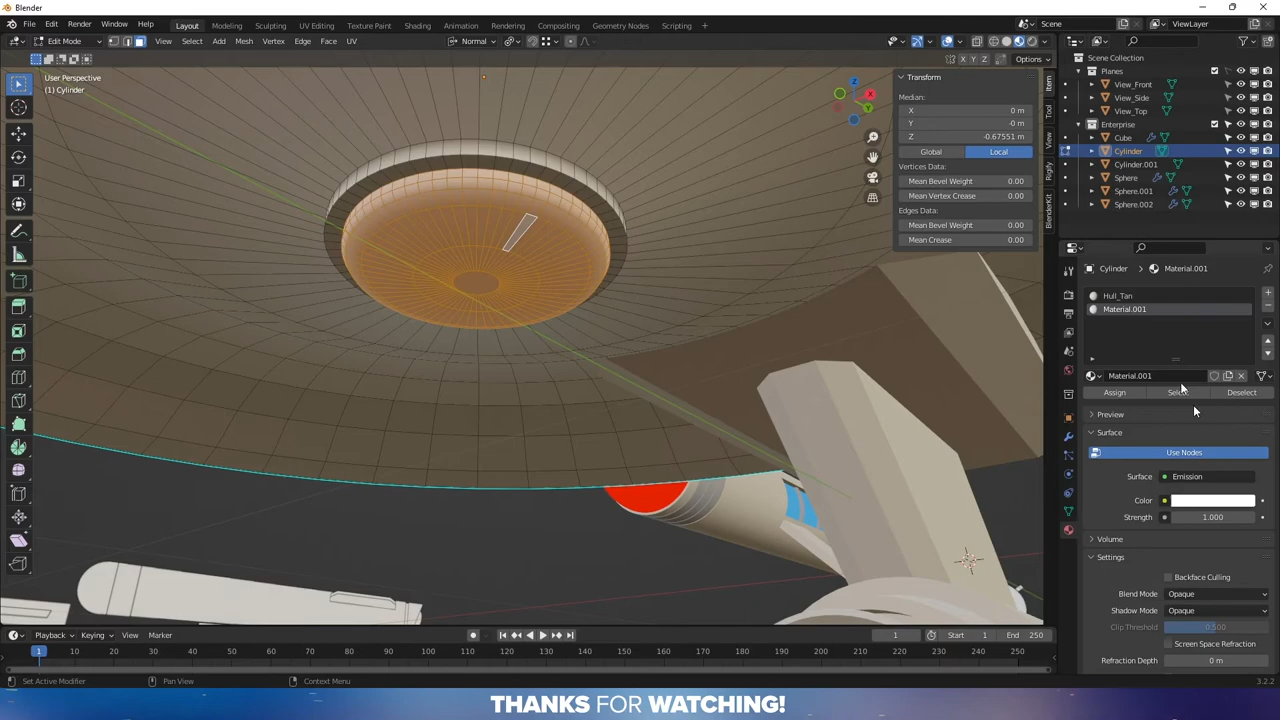 Blender
File Edit Render Window Help Layout Modeling Sculpting UV Editing Texture Paint Shading Animation Rendering Compositing Geometry Nodes Scripting + Scene ViewLayer
Edit Mode View Select Add Mesh Vertex Edge Face UV Normal
X Y Z Options
User Perspective
(1) Cylinder
Transform
Median:
X 0 m
Y -0 m
Z -0.67551 m
Global Local
Vertices Data:
Mean Bevel Weight 0.00
Mean Vertex Crease 0.00
Edges Data:
Mean Bevel Weight 0.00
Mean Crease 0.00
Item
Tool
View
Rigify
BlenderKit
Z
X
Y
Scene Collection
Planes
View_Front
View_Side
View_Top
Enterprise
Cube
Cylinder
Cylinder.001
Sphere
Sphere.001
Sphere.002
Cylinder > Material.001
Hull_Tan
Material.001
Material.001
Assign Select Deselect
Preview
Surface
Use Nodes
Surface Emission
Color
Strength 1.000
Volume
Settings
Backface Culling
Blend Mode Opaque
Shadow Mode Opaque
Clip Threshold 0.500
Screen Space Refraction
Refraction Depth 0 m
Playback Keying View Marker 1 Start 1 End 250
1 10 20 30 40 50 60 70 80 90 100 110 120 130 140 150 160 170 180 190 200 210 220 230 240 250
Set Active Modifier Pan View Context Menu 3.2.2
THANKS FOR WATCHING!